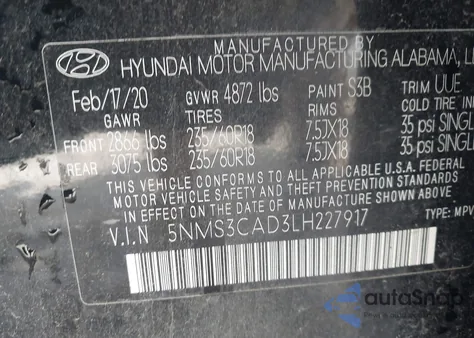 MANUFACTURED BY
HYUNDAI MOTOR MANUFACTURING ALABAMA,
Feb/17/20 GVWR 4872 lbs PAINT S3B TRIM UUE
GAWR TIRES RIMS COLD TIRE
FRONT 2866 lbs 235/60R18 7.5JX18 35 psi SINGL
REAR 3075 lbs 235/60R18 7.5JX18 35 psi SINGL
THIS VEHICLE CONFORMS TO ALL APPLICABLE U.S.A. FEDERAL
MOTOR VEHICLE SAFETY AND THEFT PREVENTION STANDARDS
IN EFFECT ON THE DATE OF MANUFACTURE SHOWN ABOVE.
V.I.N 5NMS3CAD3LH227917 TYPE: MPV
autoSnap